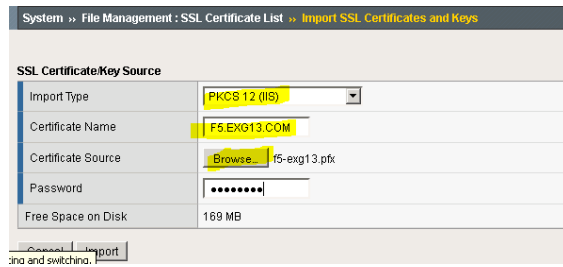 System » File Management : SSL Certificate List » Import SSL Certificates and Keys
SSL Certificate/Key Source
Import Type PKCS 12 (IIS)
Certificate Name F5.EXG13.COM
Certificate Source Browse... f5-exg13.pfx
Password ••••••••
Free Space on Disk 169 MB
Cancel Import
cing and switching.